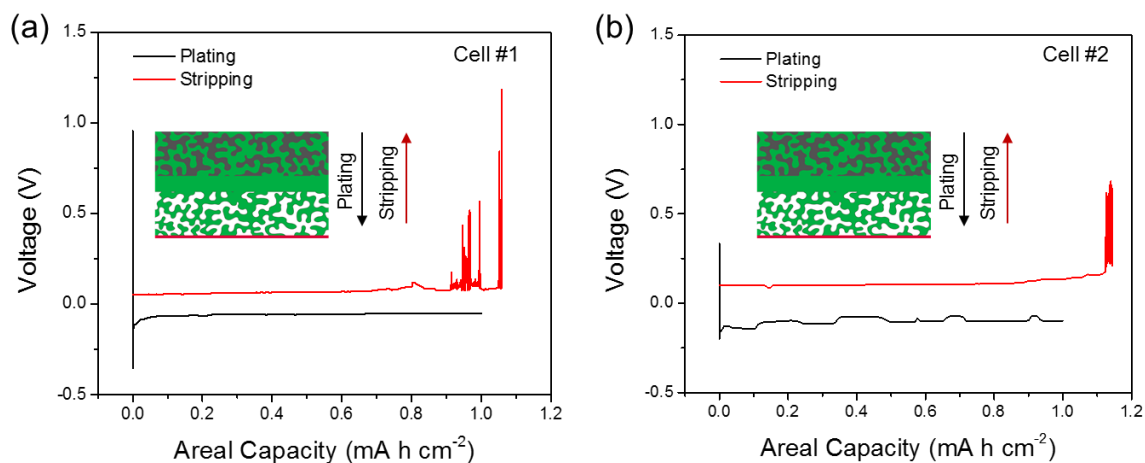 (a)
Cell #1
Plating
Stripping
Plating
Stripping
Voltage (V)
1.5
1.0
0.5
0.0
-0.5
0.0 0.2 0.4 0.6 0.8 1.0 1.2
Areal Capacity (mA h cm-2)
(b)
Cell #2
Plating
Stripping
Plating
Stripping
Voltage (V)
1.5
1.0
0.5
0.0
-0.5
0.0 0.2 0.4 0.6 0.8 1.0 1.2
Areal Capacity (mA h cm-2)